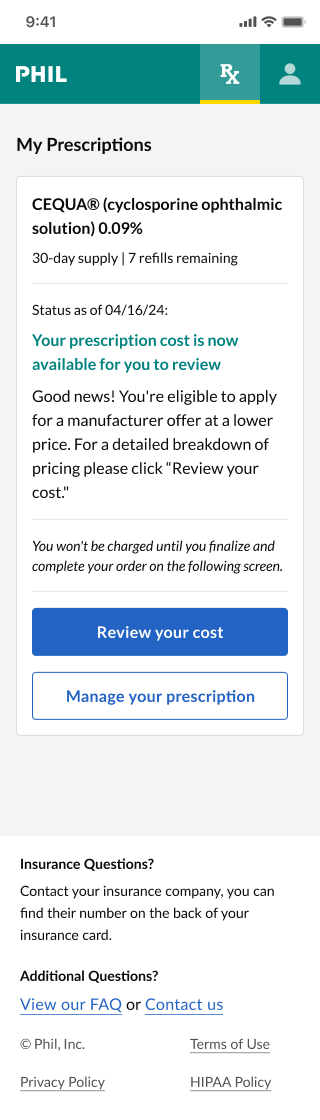 9:41
PHIL
Rx
My Prescriptions
CEQUA® (cyclosporine ophthalmic
solution) 0.09%
30-day supply | 7 refills remaining
Status as of 04/16/24:
Your prescription cost is now
available for you to review
Good news! You're eligible to apply
for a manufacturer offer at a lower
price. For a detailed breakdown of
pricing please click “Review your
cost."
You won't be charged until you finalize and
complete your order on the following screen.
Review your cost
Manage your prescription
Insurance Questions?
Contact your insurance company, you can
find their number on the back of your
insurance card.
Additional Questions?
View our FAQ or Contact us
© Phil, Inc. Terms of Use
Privacy Policy HIPAA Policy